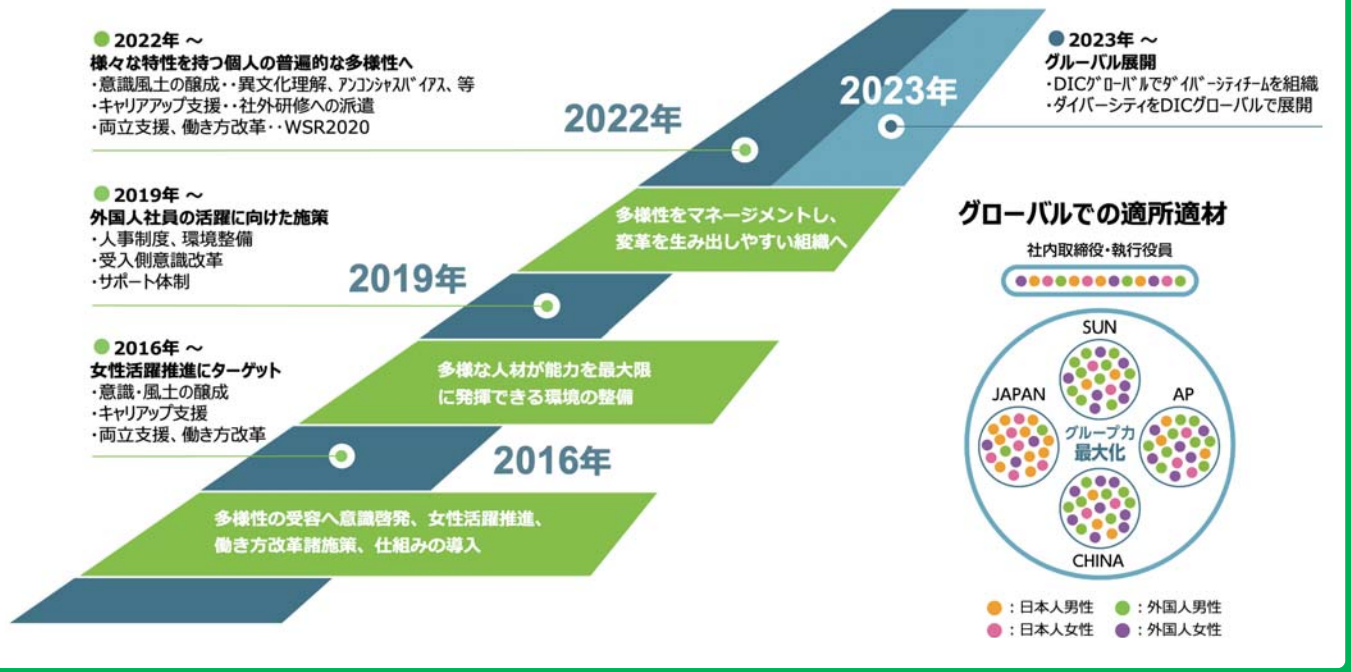 2022年 ～
様々な特性を持つ個人の普遍的な多様性へ
・意識風土の醸成・・異文化理解、ｱﾝｺﾝｼｬｽﾊﾞｲｱｽ、等
・キャリアアップ支援・・社外研修への派遣
・両立支援、働き方改革・・WSR2020
2022年
2023年
2023年 ～
グルーバル展開
・DICｸﾞﾛｰﾊﾞﾙでﾀﾞｲﾊﾞｰｼﾃｨﾁｰﾑを組織
・ダイバーシティをDICグローバルで展開
2019年 ～
外国人社員の活躍に向けた施策
・人事制度、環境整備
・受入側意識改革
・サポート体制
2019年
多様性をマネージメントし、
変革を生み出しやすい組織へ
2016年 ～
女性活躍推進にターゲット
・意識・風土の醸成
・キャリアップ支援
・両立支援、働き方改革
多様な人材が能力を最大限
に発揮できる環境の整備
2016年
多様性の受容へ意識啓発、女性活躍推進、
働き方改革諸施策、仕組みの導入
グローバルでの適所適材
社内取締役・執行役員
SUN
JAPAN
AP
グループ力
最大化
CHINA
：日本人男性
：外国人男性
：日本人女性
：外国人女性